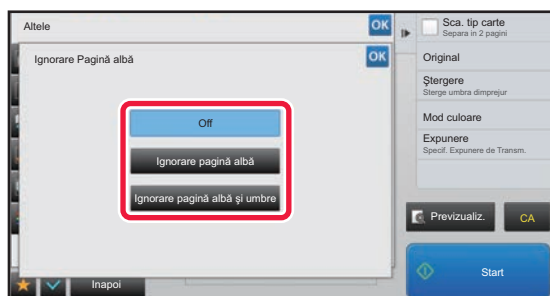 Altele
OK
Ignorare Pagină albă
OK
Off
Ignorare pagină albă
Ignorare pagină albă şi umbre
Inapoi
Sca. tip carte
Separa in 2 pagini
Original
Ştergere
Sterge umbra dimprejur
Mod culoare
Expunere
Specif. Expunere de Transm.
Previzualiz.
CA
Start